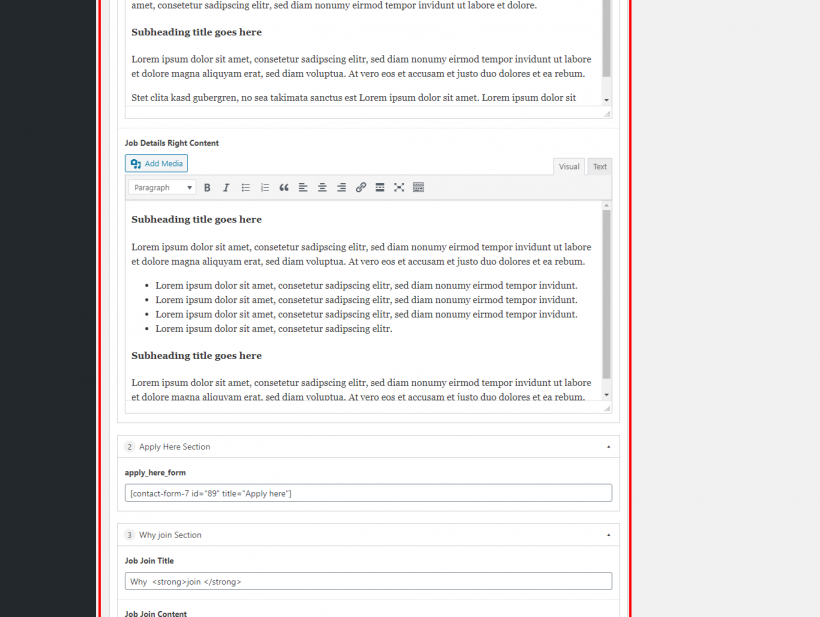 amet, consetetur sadipscing elitr, sed diam nonumy eirmod tempor invidunt ut labore et dolore.
Subheading title goes here
Lorem ipsum dolor sit amet, consetetur sadipscing elitr, sed diam nonumy eirmod tempor invidunt ut labore
et dolore magna aliquyam erat, sed diam voluptua. At vero eos et accusam et justo duo dolores et ea rebum.
Stet clita kasd gubergren, no sea takimata sanctus est Lorem ipsum dolor sit amet. Lorem ipsum dolor sit
Job Details Right Content
Add Media
Visual Text
Paragraph
Subheading title goes here
Lorem ipsum dolor sit amet, consetetur sadipscing elitr, sed diam nonumy eirmod tempor invidunt ut labore
et dolore magna aliquyam erat, sed diam voluptua. At vero eos et accusam et justo duo dolores et ea rebum.
• Lorem ipsum dolor sit amet, consetetur sadipscing elitr, sed diam nonumy eirmod tempor invidunt.
• Lorem ipsum dolor sit amet, consetetur sadipscing elitr, sed diam nonumy eirmod tempor invidunt.
• Lorem ipsum dolor sit amet, consetetur sadipscing elitr, sed diam nonumy eirmod tempor invidunt.
• Lorem ipsum dolor sit amet, consetetur sadipscing elitr.
Subheading title goes here
Lorem ipsum dolor sit amet, consetetur sadipscing elitr, sed diam nonumy eirmod tempor invidunt ut labore
et dolore magna aliquyam erat, sed diam voluptua. At vero eos et accusam et justo duo dolores et ea rebum.
2 Apply Here Section
apply_here_form
[contact-form-7 id="89" title="Apply here"]
3 Why join Section
Job Join Title
Why <strong>join </strong>
Job Join Content